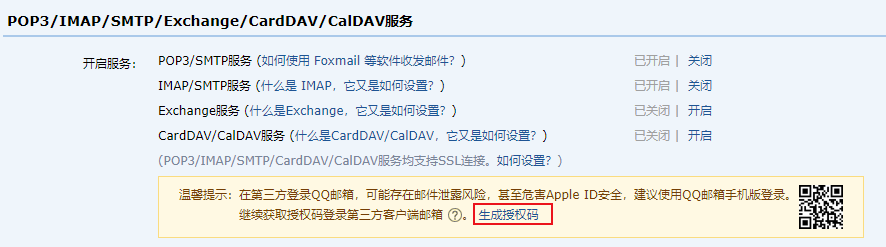 POP3/IMAP/SMTP/Exchange/CardDAV/CalDAV服务
开启服务： POP3/SMTP服务 (如何使用 Foxmail 等软件收发邮件？) 已开启 | 关闭
IMAP/SMTP服务 (什么是 IMAP，它又是如何设置？) 已开启 | 关闭
Exchange服务 (什么是Exchange，它又是如何设置？) 已关闭 | 开启
CardDAV/CalDAV服务 (什么是CardDAV/CalDAV，它又是如何设置？) 已关闭 | 开启
(POP3/IMAP/SMTP/CardDAV/CalDAV服务均支持SSL连接。如何设置？)
温馨提示：在第三方登录QQ邮箱，可能存在邮件泄露风险，甚至危害Apple ID安全，建议使用QQ邮箱手机版登录。
继续获取授权码登录第三方客户端邮箱 ?。 生成授权码